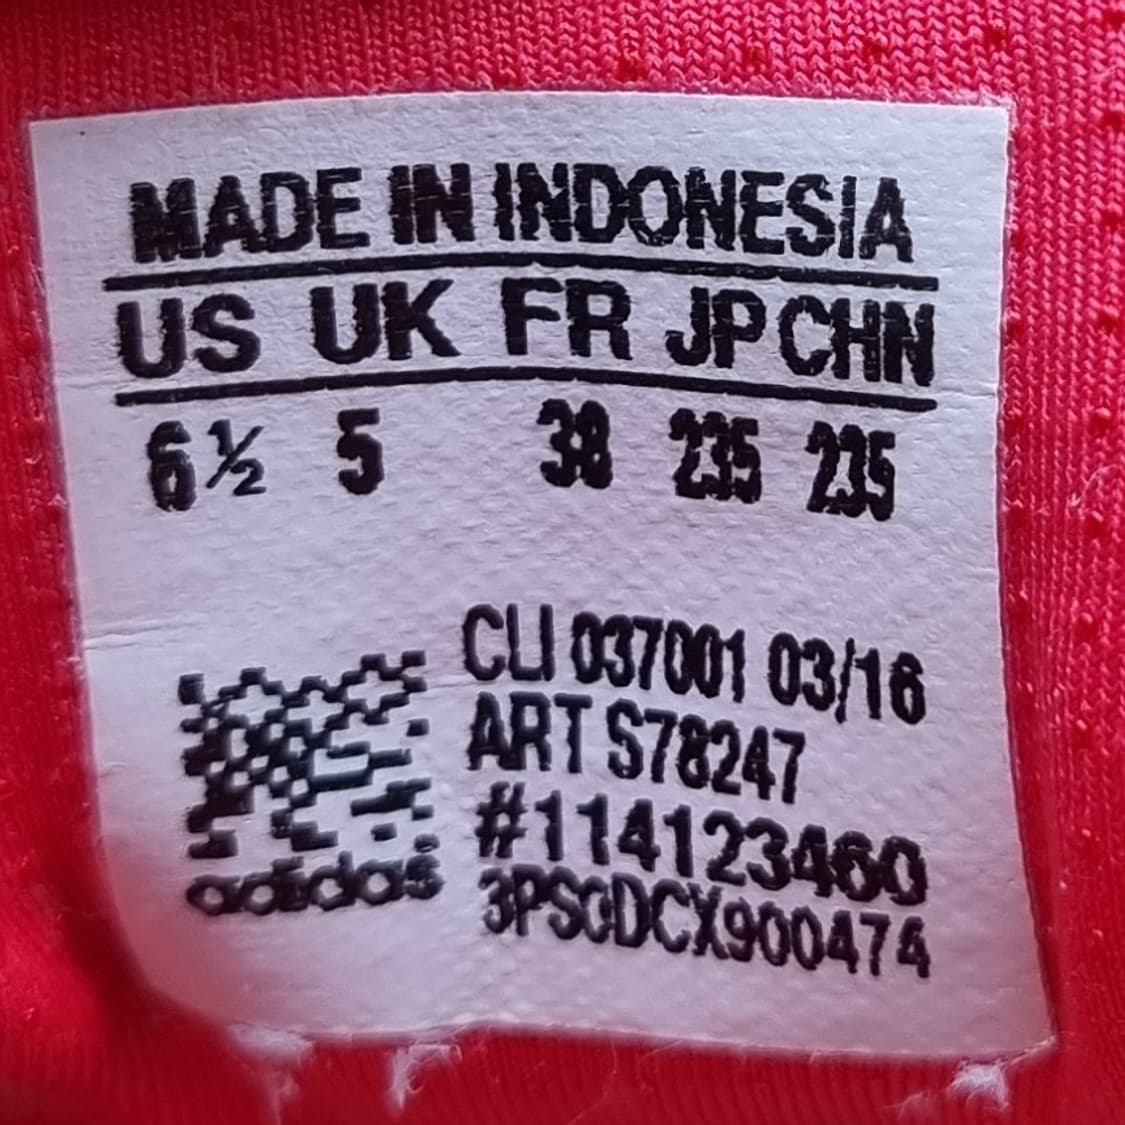 MADE IN INDONESIA
US UK FR JP CHN
6½ 5 38 235 235
CLI 037001 03/16
ART S78247
#114123460
adidas
3PS0DCX900474